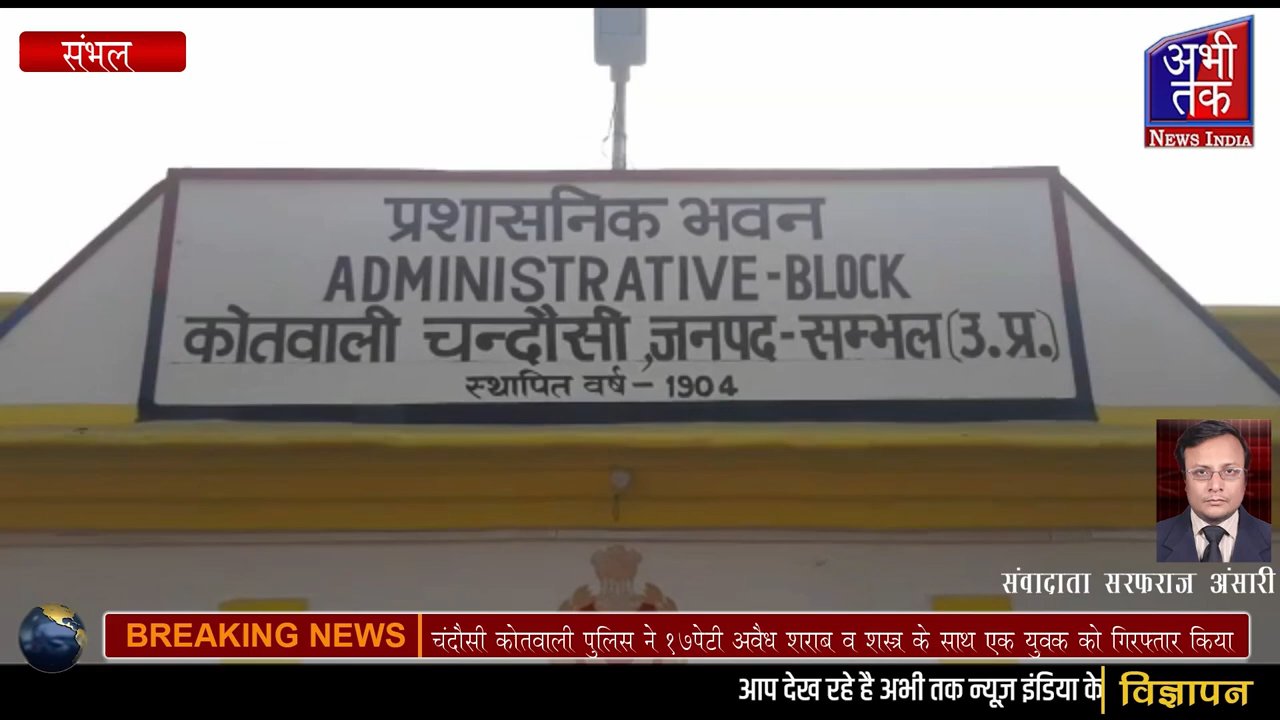 संभल
अभी
तक
NEWS INDIA
प्रशासनिक भवन
ADMINISTRATIVE-BLOCK
कोतवाली चन्दौसी,जनपद-सम्भल(उ.प्र.)
स्थापित वर्ष- 1904
संवादाता सरफराज अंसारी
BREAKING NEWS
चंदौसी कोतवाली पुलिस ने १७पेटी अवैध शराब व शस्त्र के साथ एक युवक को गिरफ्तार किया
आप देख रहे है अभी तक न्यूज़ इंडिया के
विज्ञापन